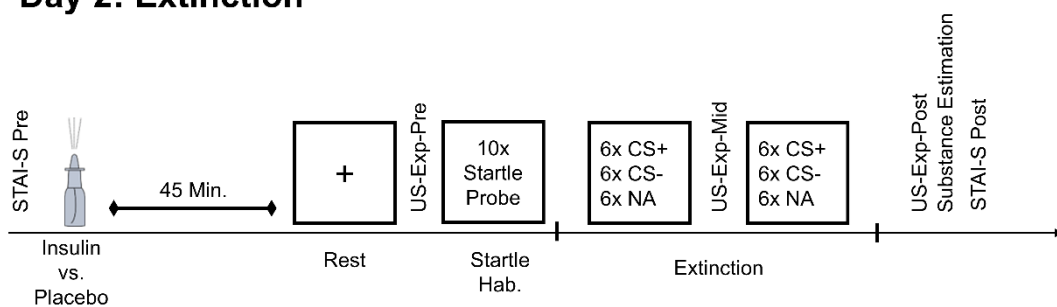 Day 2: Extinction
STAI-S Pre
45 Min.
Insulin
vs.
Placebo
+
Rest
US-Exp-Pre
10x
Startle
Probe
Startle
Hab.
6x CS+
6x CS-
6x NA
US-Exp-Mid
6x CS+
6x CS-
6x NA
Extinction
US-Exp-Post
Substance Estimation
STAI-S Post